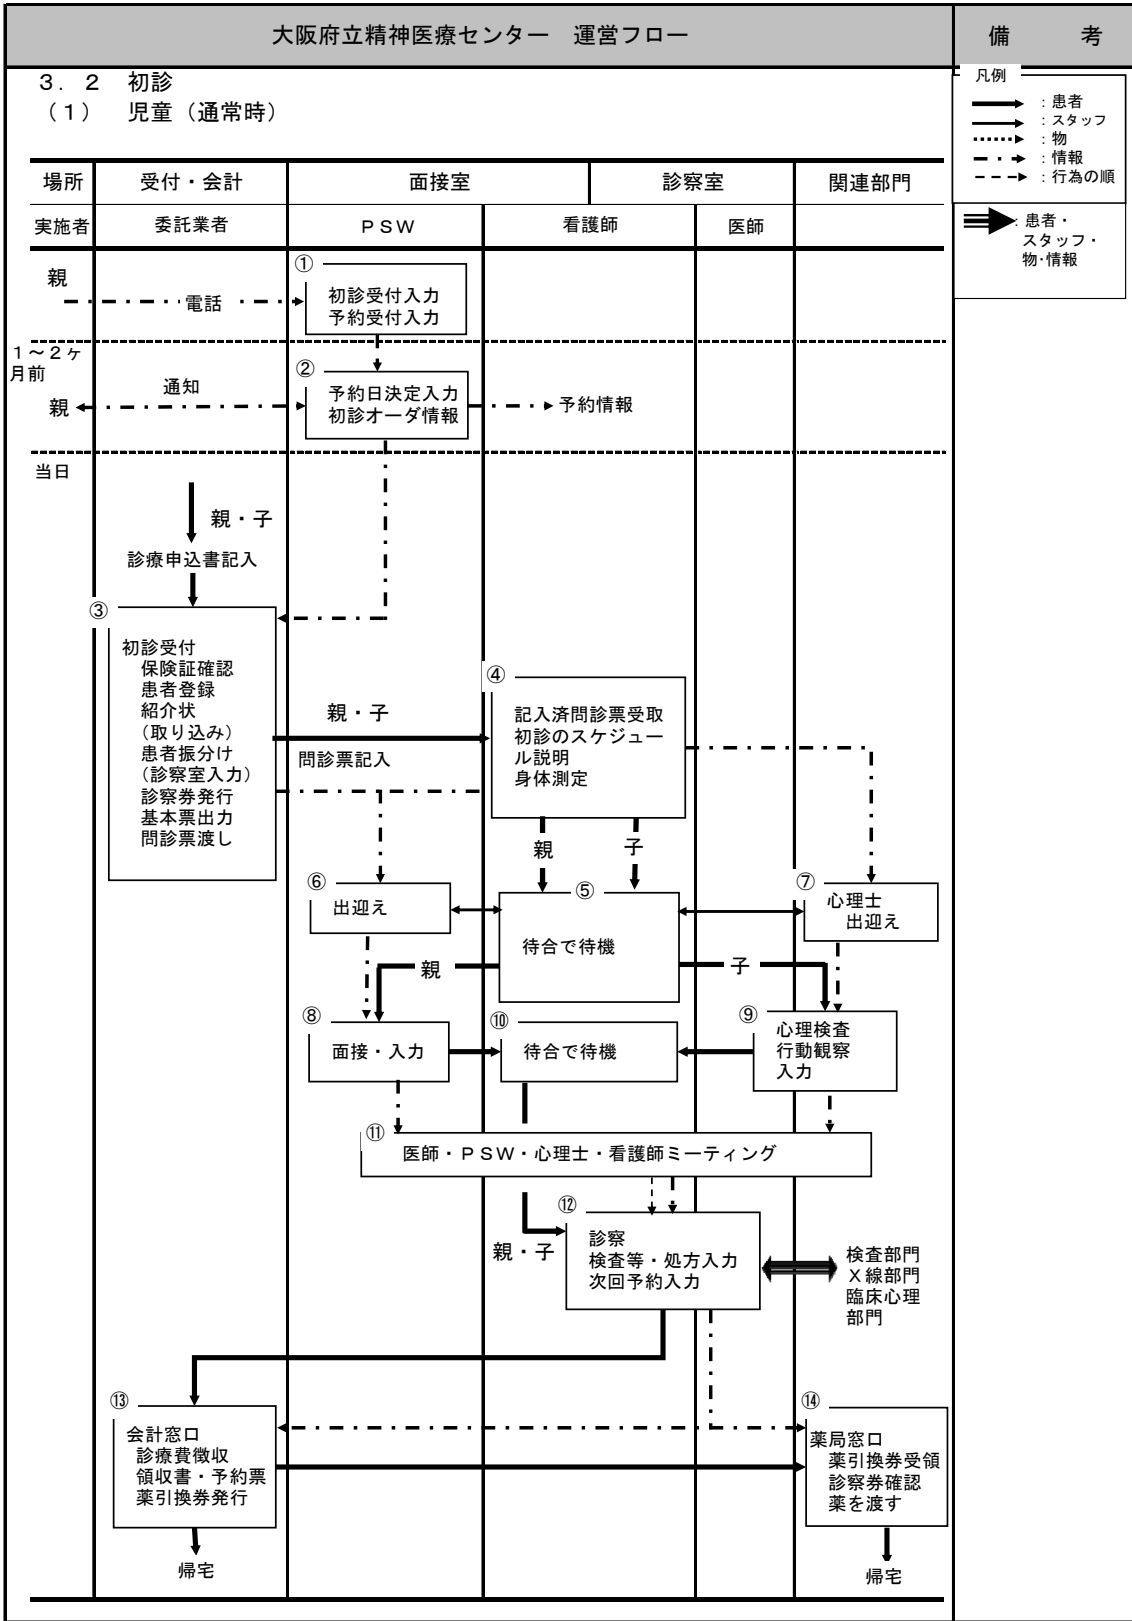 大阪府立精神医療センター　運営フロー
備　　考
３．２　初診
（１）　児童（通常時）
凡例
：患者
：スタッフ
：物
：情報
：行為の順
：患者・
スタッフ・
物・情報
場所
受付・会計
面接室
診察室
関連部門
実施者
委託業者
ＰＳＷ
看護師
医師
親
電話
①
初診受付入力
予約受付入力
１～２ヶ
月前
親
通知
②
予約日決定入力
初診オーダ情報
予約情報
当日
親・子
診療申込書記入
③
初診受付
保険証確認
患者登録
紹介状
(取り込み)
患者振分け
(診察室入力)
診察券発行
基本票出力
問診票渡し
親・子
問診票記入
④
記入済問診票受取
初診のスケジュー
ル説明
身体測定
親
子
⑥
出迎え
⑤
待合で待機
⑦
心理士
出迎え
親
子
⑧
面接・入力
⑩
待合で待機
⑨
心理検査
行動観察
入力
⑪
医師・ＰＳＷ・心理士・看護師ミーティング
⑫
診察
検査等・処方入力
次回予約入力
親・子
検査部門
Ｘ線部門
臨床心理
部門
⑬
会計窓口
診療費徴収
領収書・予約票
薬引換券発行
⑭
薬局窓口
薬引換券受領
診察券確認
薬を渡す
帰宅
帰宅